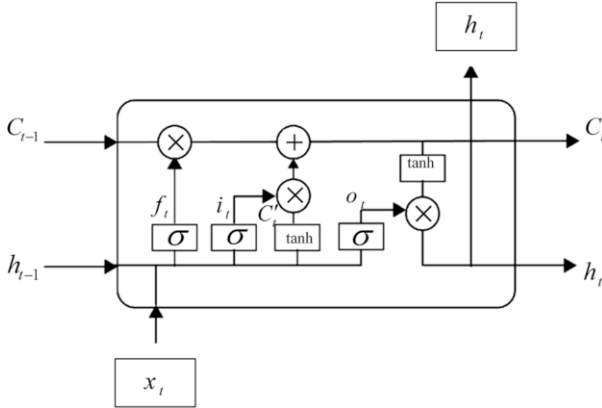 h_t
C_{t-1}
×
+
C_t
tanh
f_t
i_t
C'_t
×
o_t
×
σ
σ
tanh
σ
h_{t-1}
h_t
x_t